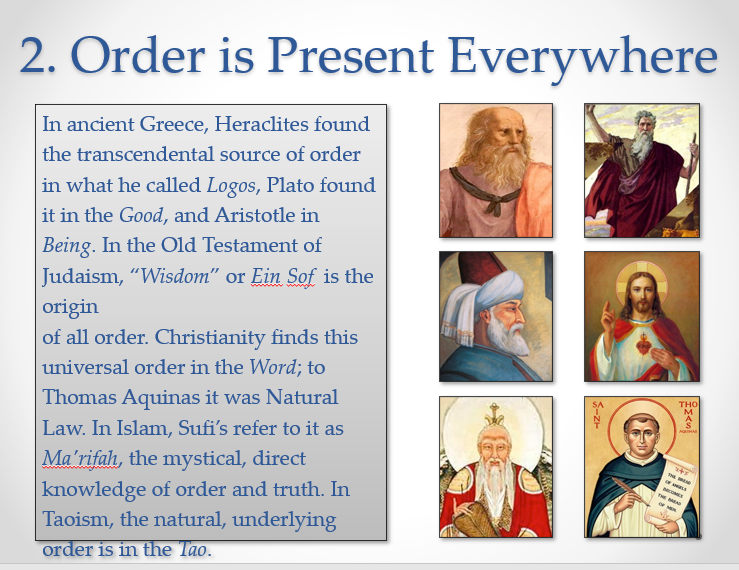 2. Order is Present Everywhere
In ancient Greece, Heraclites found
the transcendental source of order
in what he called Logos, Plato found
it in the Good, and Aristotle in
Being. In the Old Testament of
Judaism, “Wisdom” or Ein Sof is the
origin
of all order. Christianity finds this
universal order in the Word; to
Thomas Aquinas it was Natural
Law. In Islam, Sufi’s refer to it as
Ma’rifah, the mystical, direct
knowledge of order and truth. In
Taoism, the natural, underlying
order is in the Tao.
SAINT
THOMAS
AQUINAS
THE BREAD
OF ANGELS
BECOMES
THE BREAD
OF MEN